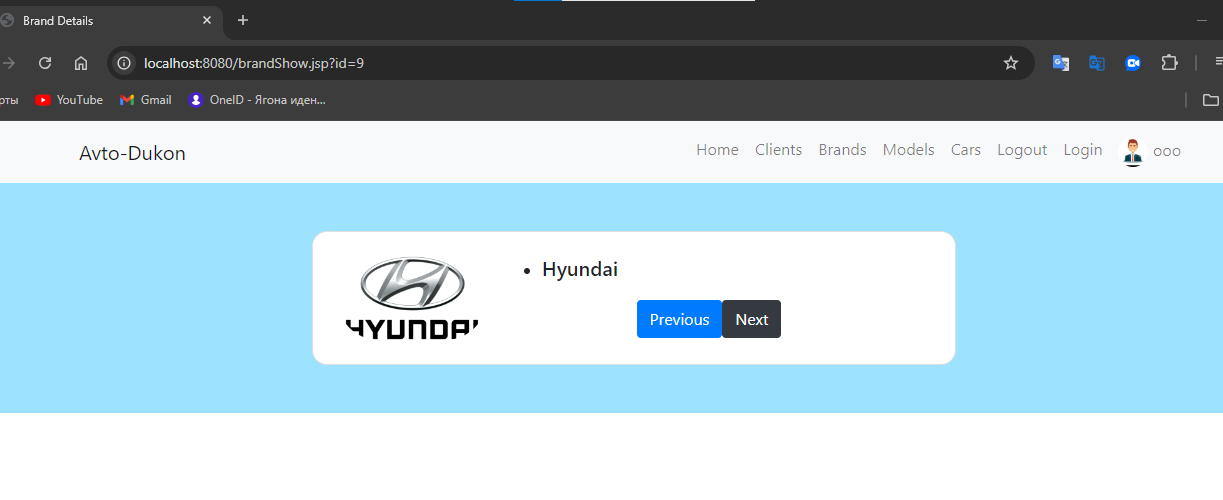 Brand Details
localhost:8080/brandShow.jsp?id=9
рты YouTube Gmail OneID - Ягона иден...
Avto-Dukon Home Clients Brands Models Cars Logout Login ooo
Hyundai
HYUNDAI
Previous Next